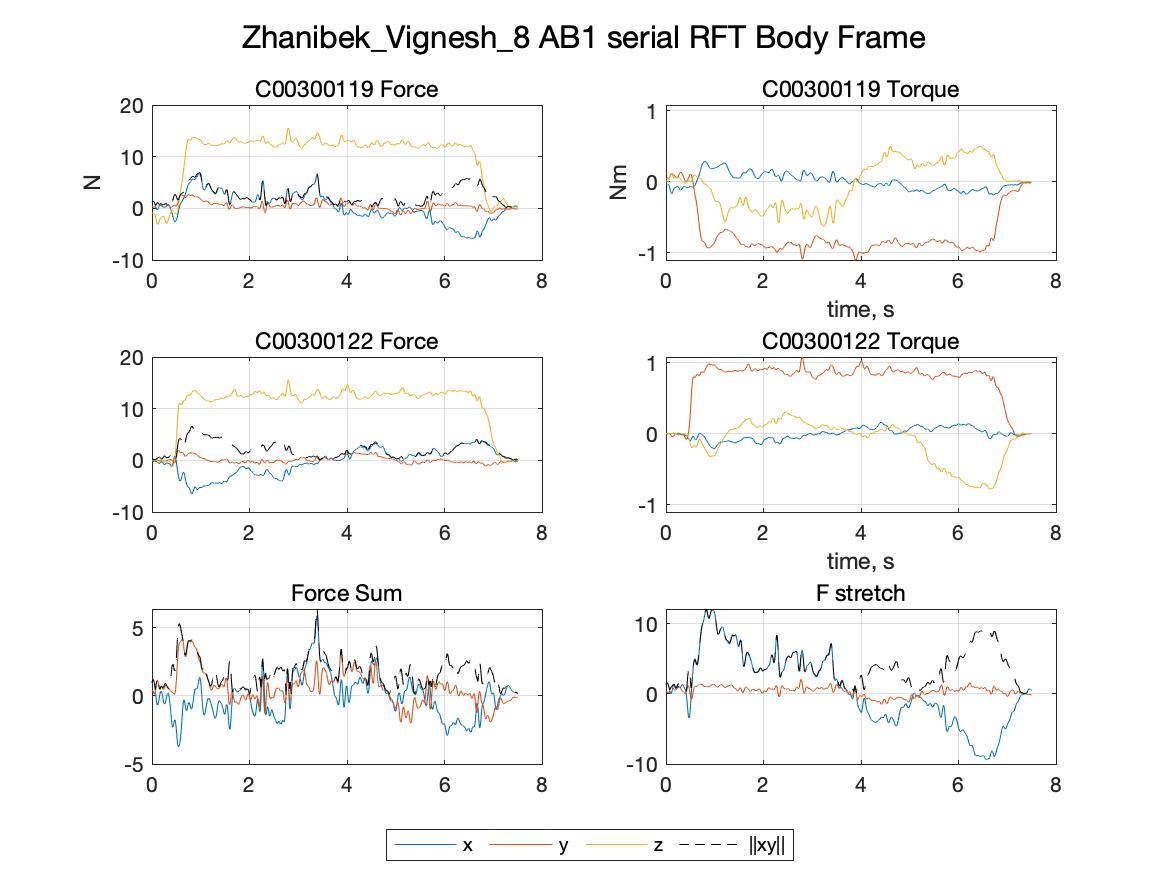 Zhanibek_Vignesh_8 AB1 serial RFT Body Frame
C00300119 Force
20
10
0
-10
N
0 2 4 6 8
C00300119 Torque
1
0
-1
Nm
0 2 4 6 8
time, s
C00300122 Force
20
10
0
-10
0 2 4 6 8
C00300122 Torque
1
0
-1
0 2 4 6 8
time, s
Force Sum
5
0
-5
0 2 4 6 8
F stretch
10
0
-10
0 2 4 6 8
x y z ||xy||